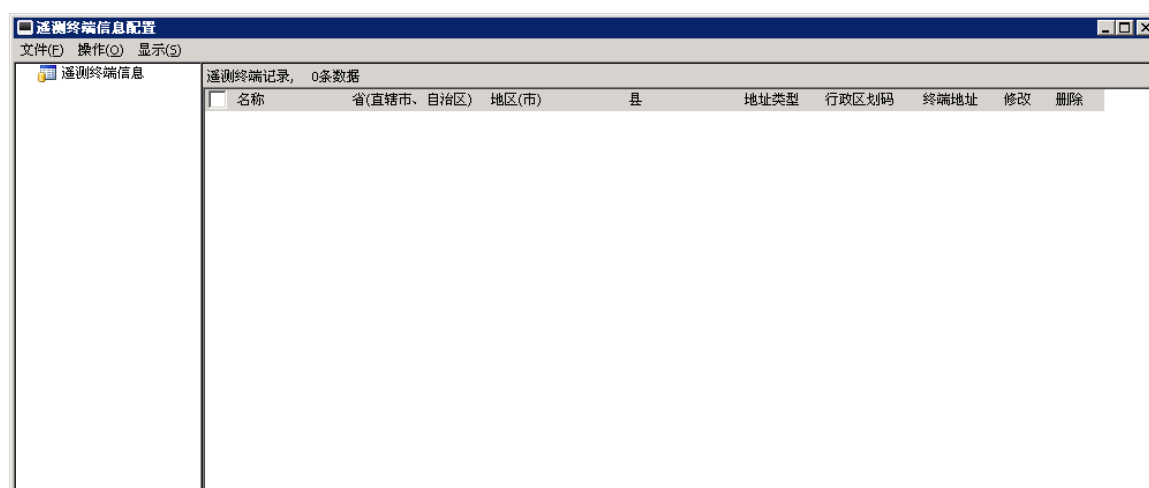 遥测终端信息配置
文件(F) 操作(O) 显示(S)
遥测终端信息
遥测终端记录, 0条数据
名称 省(直辖市、自治区) 地区(市) 县 地址类型 行政区划码 终端地址 修改 删除